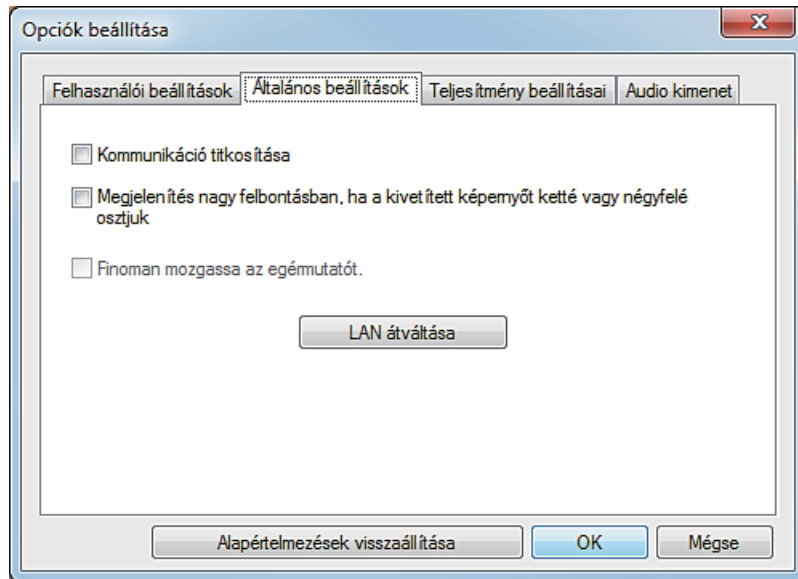 Opciók beállítása
Felhasználói beállítások Általános beállítások Teljesítmény beállításai Audio kimenet
Kommunikáció titkosítása
Megjelenítés nagy felbontásban, ha a kivetített képernyőt ketté vagy négyfelé
osztjuk
Finoman mozgassa az egérmutatót.
LAN átváltása
Alapértelmezések visszaállítása OK Mégse